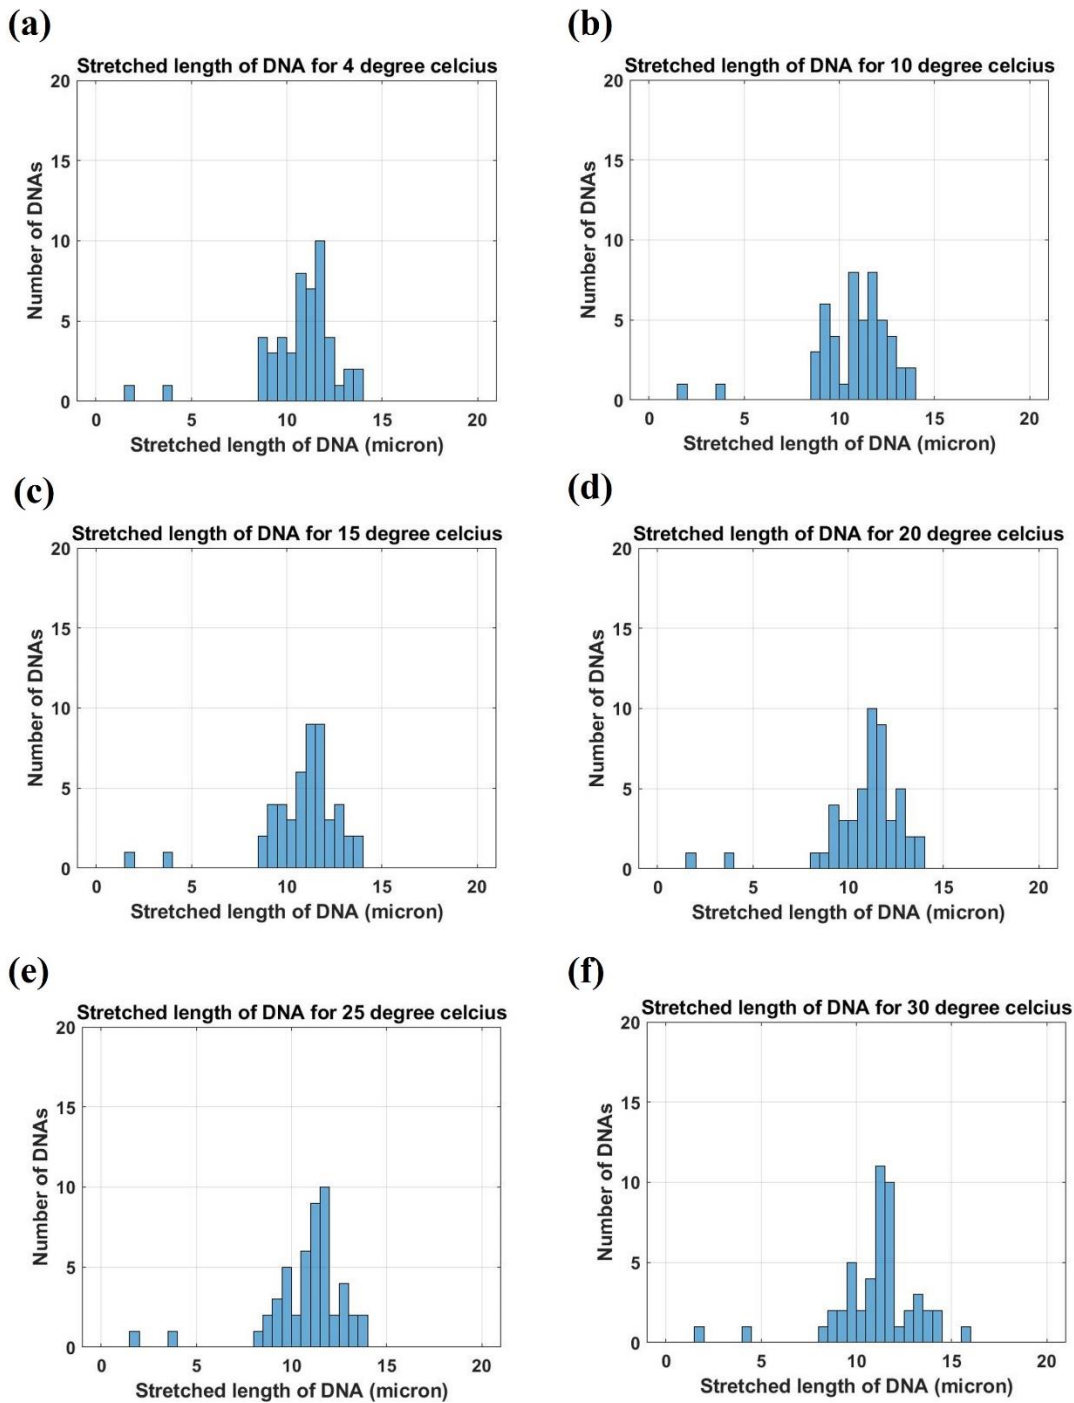 (a)
Stretched length of DNA for 4 degree celcius
20
15
10
5
0
Number of DNAs
0 5 10 15 20
Stretched length of DNA (micron)
(b)
Stretched length of DNA for 10 degree celcius
20
15
10
5
0
Number of DNAs
0 5 10 15 20
Stretched length of DNA (micron)
(c)
Stretched length of DNA for 15 degree celcius
20
15
10
5
0
Number of DNAs
0 5 10 15 20
Stretched length of DNA (micron)
(d)
Stretched length of DNA for 20 degree celcius
20
15
10
5
0
Number of DNAs
0 5 10 15 20
Stretched length of DNA (micron)
(e)
Stretched length of DNA for 25 degree celcius
20
15
10
5
0
Number of DNAs
0 5 10 15 20
Stretched length of DNA (micron)
(f)
Stretched length of DNA for 30 degree celcius
20
15
10
5
0
Number of DNAs
0 5 10 15 20
Stretched length of DNA (micron)